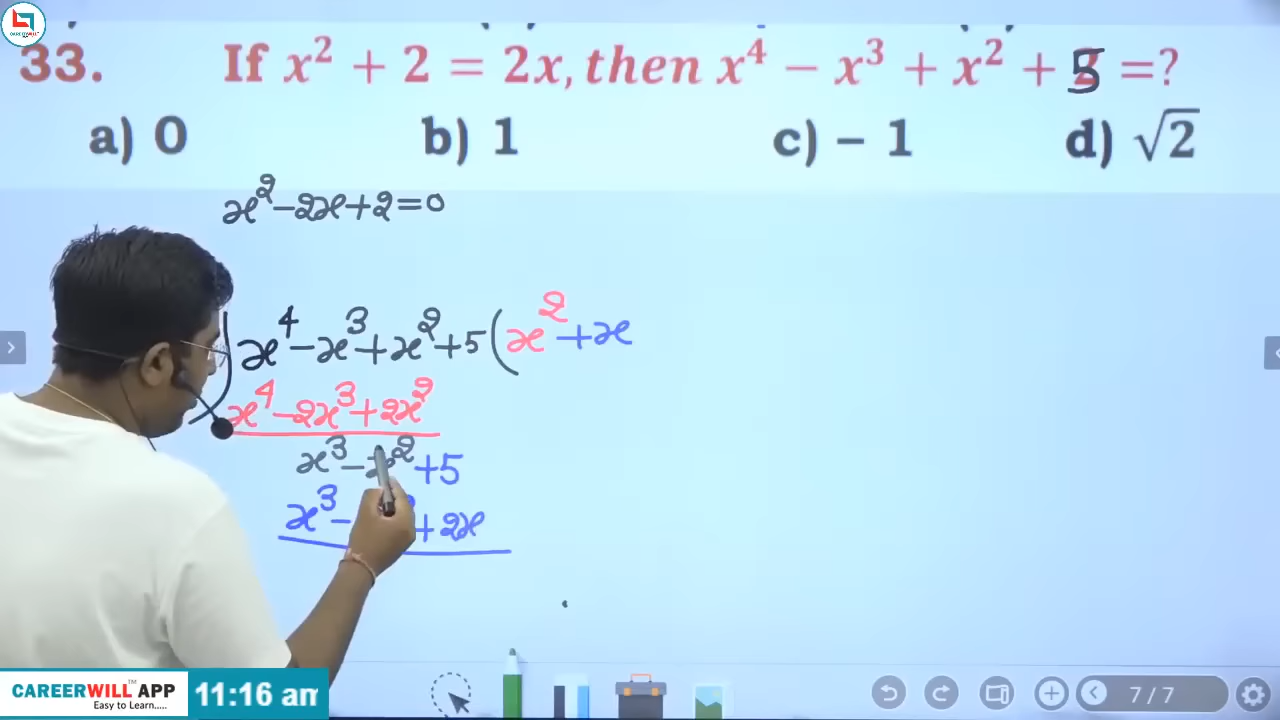 CAREERWILL
33. If x² + 2 = 2x, then x⁴ − x³ + x² + 5 =?
a) 0 b) 1 c) − 1 d) √2
x²−2x+2=0
x⁴−x³+x²+5(x²+x
x⁴−2x³+2x²
x³−x²+5
x³− +2x
CAREERWILL™ APP
Easy to Learn.....
11:16 am
7 / 7